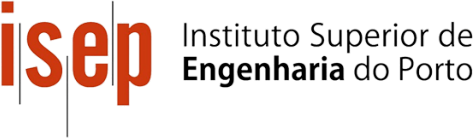 isep
Instituto Superior de
Engenharia do Porto